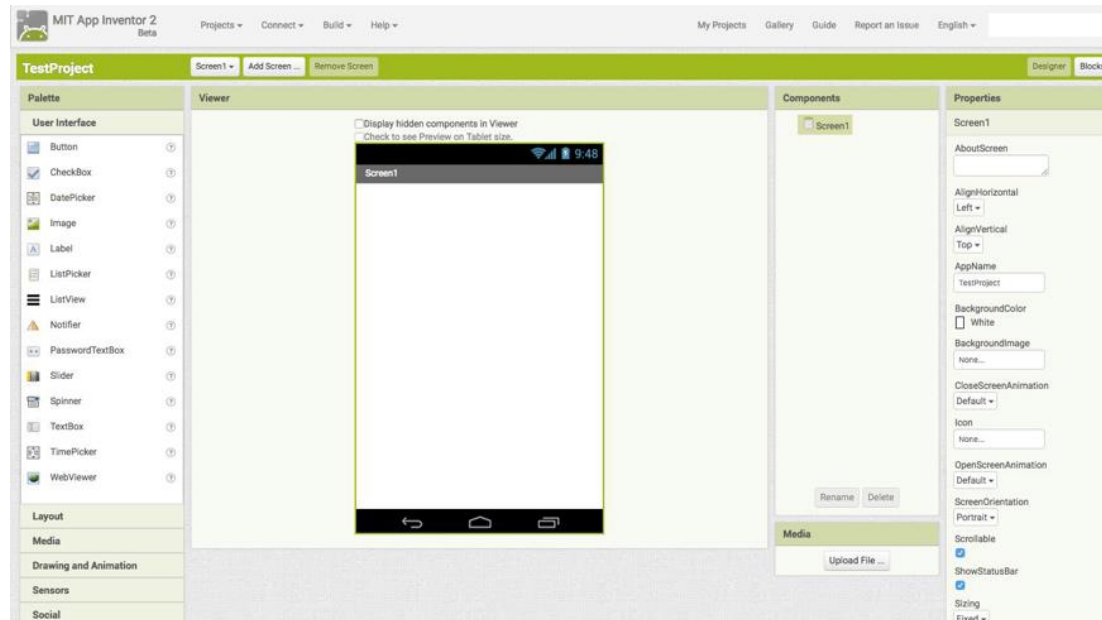 MIT App Inventor 2
Beta
Projects Connect Build Help My Projects Gallery Guide Report an Issue English
TestProject Screen1 Add Screen ... Remove Screen Designer
Palette
User Interface
Button
CheckBox
DatePicker
Image
Label
ListPicker
ListView
Notifier
PasswordTextBox
Slider
Spinner
TextBox
TimePicker
WebViewer
Layout
Media
Drawing and Animation
Sensors
Social
Viewer
Display hidden components in Viewer
Check to see Preview on Tablet size.
9:48
Screen1
Components
Screen1
Rename Delete
Media
Upload File ...
Properties
Screen1
AboutScreen
AlignHorizontal
Left
AlignVertical
Top
AppName
TestProject
BackgroundColor
White
BackgroundImage
None...
CloseScreenAnimation
Default
Icon
None...
OpenScreenAnimation
Default
ScreenOrientation
Portrait
Scrollable
ShowStatusBar
Sizing
Fixed